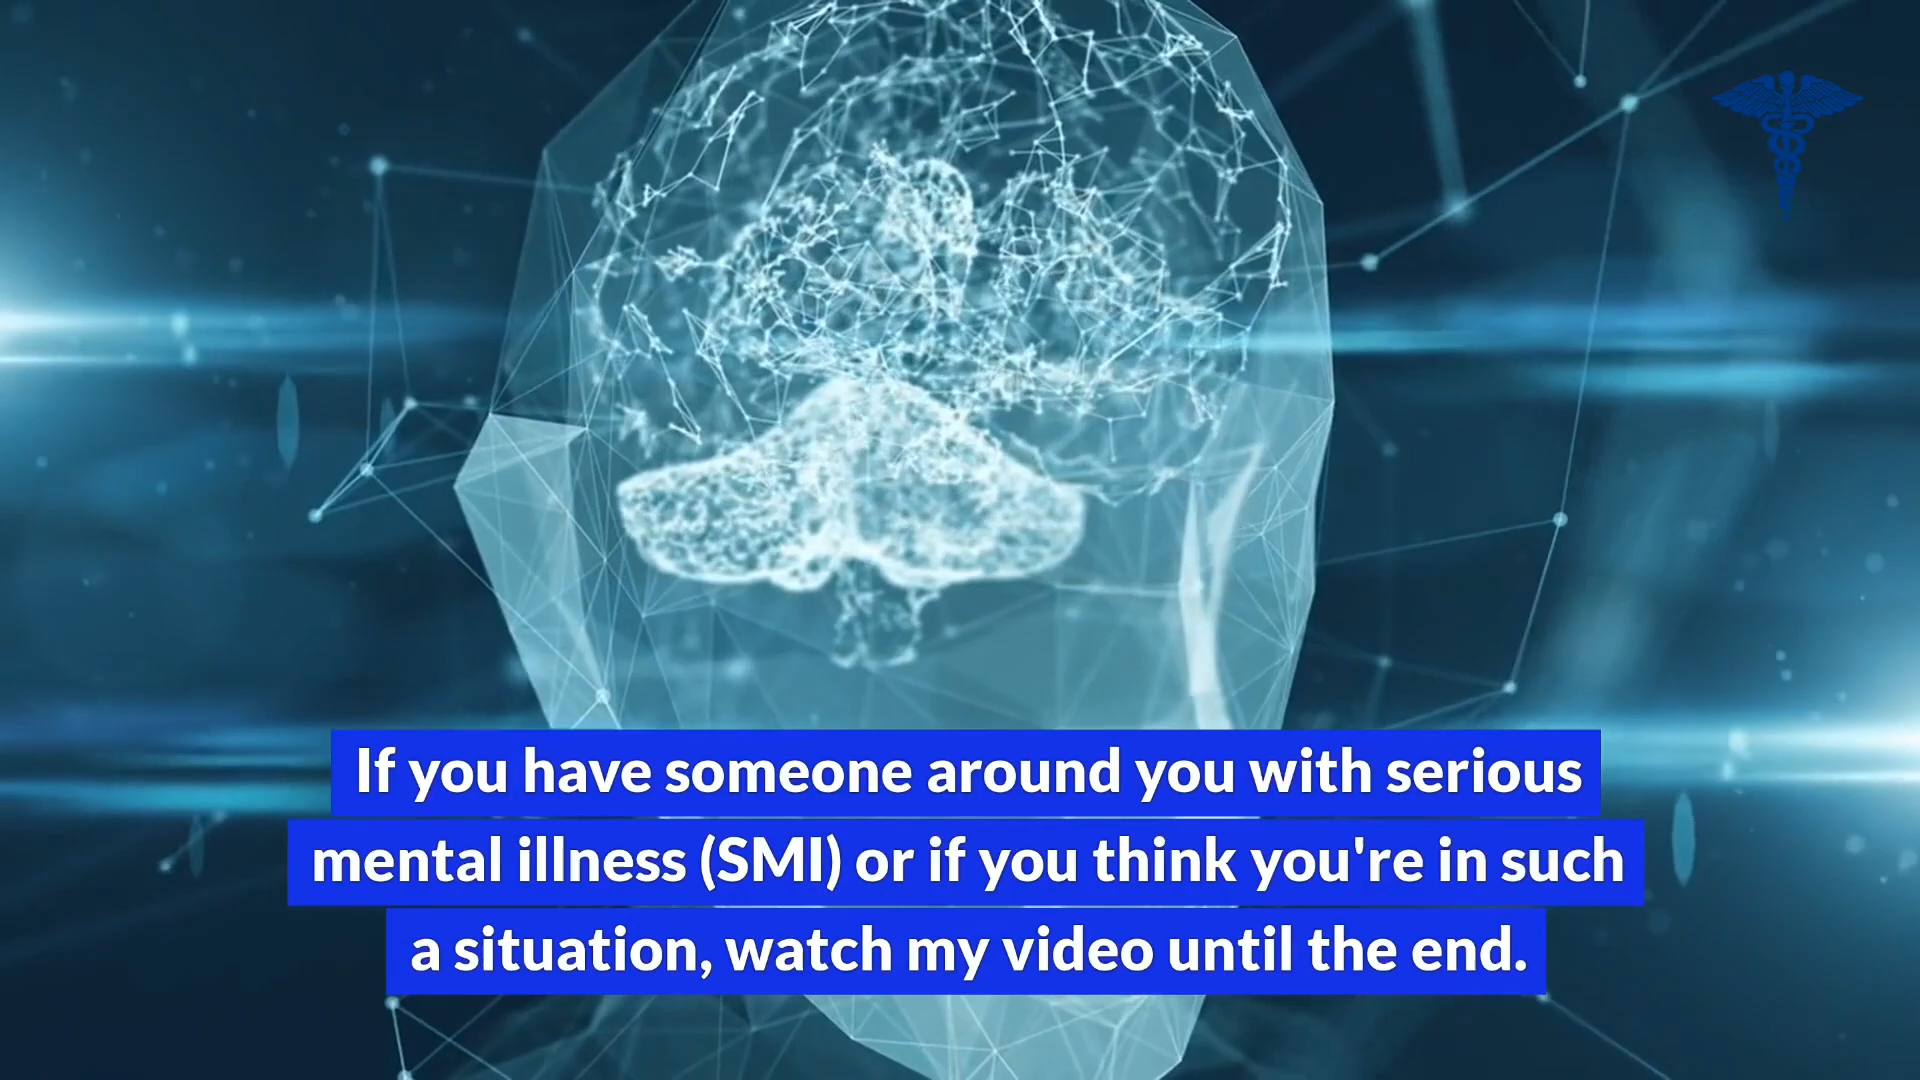 If you have someone around you with serious
mental illness (SMI) or if you think you're in such
a situation, watch my video until the end.